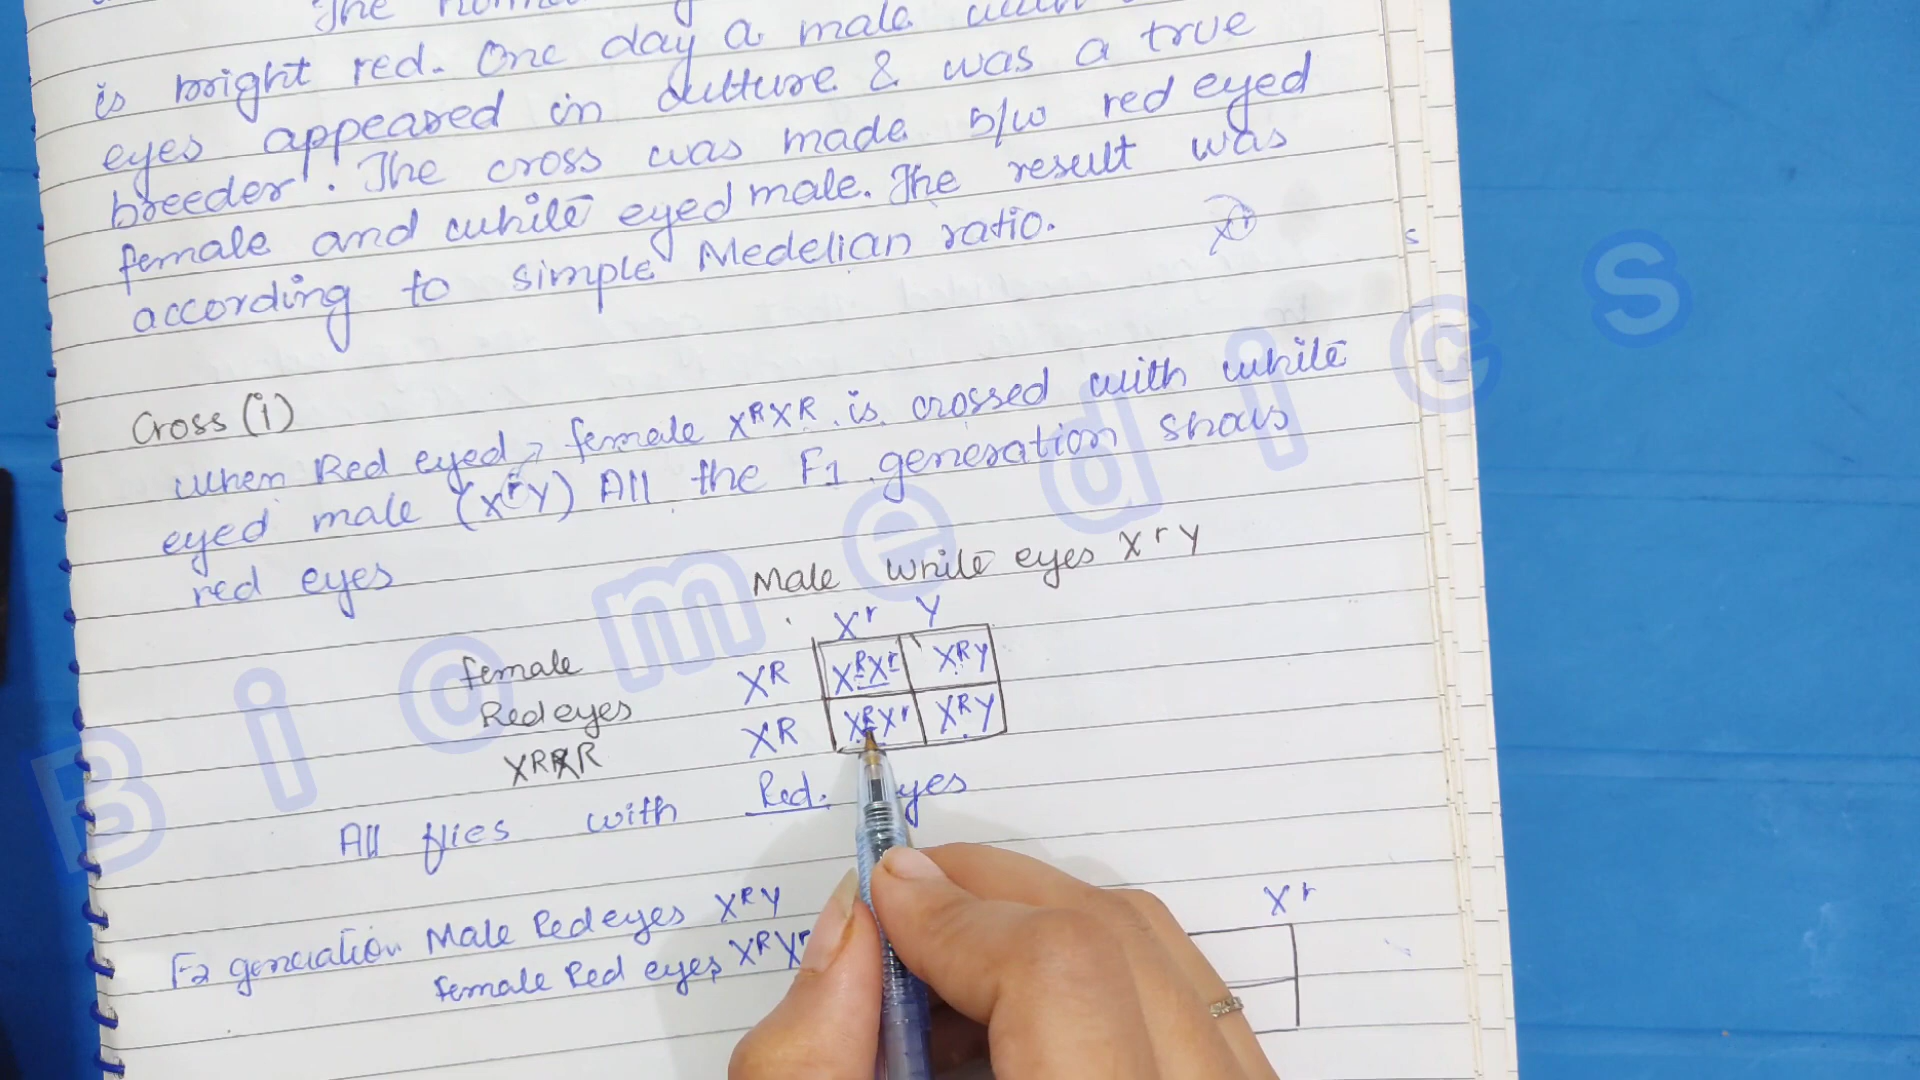 The
is bright red. One day a male
eyes appeared in culture & was a true
breeder. The cross was made b/w red eyed
female and white eyed male. The result was
according to simple Medelian ratio.
Xr
s
Cross (i)
When Red eyed, female XRXR is crossed with white
eyed male (XrY) All the F1 generation shows
red eyes
Male white eyes XrY
Xr Y
female XR XRXr XRY
Red eyes
XR XRXr XRY
XRXR
All flies with Red. yes
F2 generation Male Red eyes XRY
Xr
female Red eyes XRXr
Biomedics